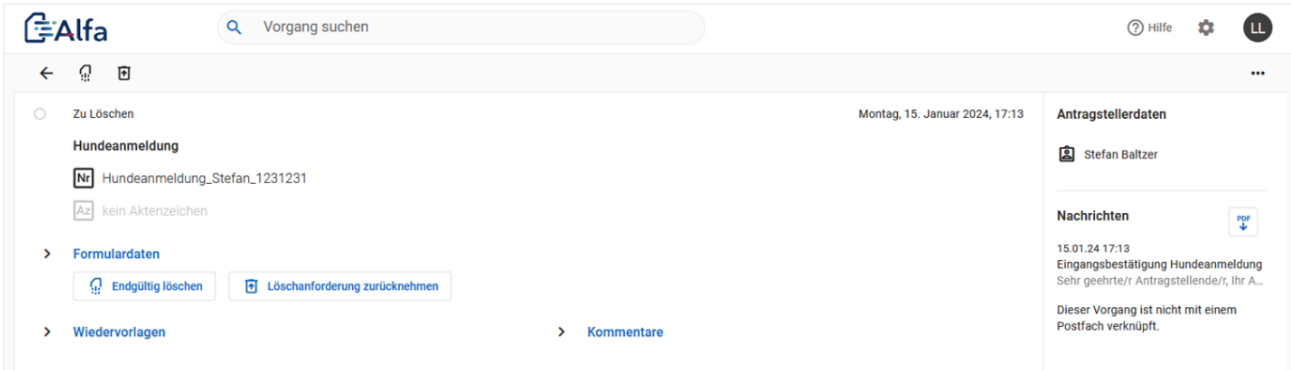 Alfa
Vorgang suchen
Hilfe
LL
Zu Löschen
Montag, 15. Januar 2024, 17:13
Hundeanmeldung
Nr Hundeanmeldung_Stefan_1231231
Az kein Aktenzeichen
Formulardaten
Endgültig löschen
Löschanforderung zurücknehmen
Wiedervorlagen
Kommentare
Antragstellerdaten
Stefan Baltzer
Nachrichten
PDF
15.01.24 17:13
Eingangsbestätigung Hundeanmeldung
Sehr geehrte/r Antragstellende/r, Ihr A...
Dieser Vorgang ist nicht mit einem
Postfach verknüpft.